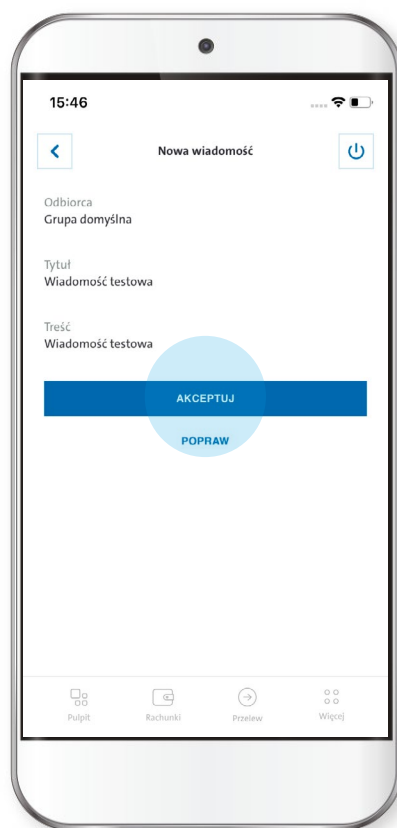 15:46
Nowa wiadomość
Odbiorca
Grupa domyślna
Tytuł
Wiadomość testowa
Treść
Wiadomość testowa
AKCEPTUJ
POPRAW
Pulpit Rachunki Przelew Więcej